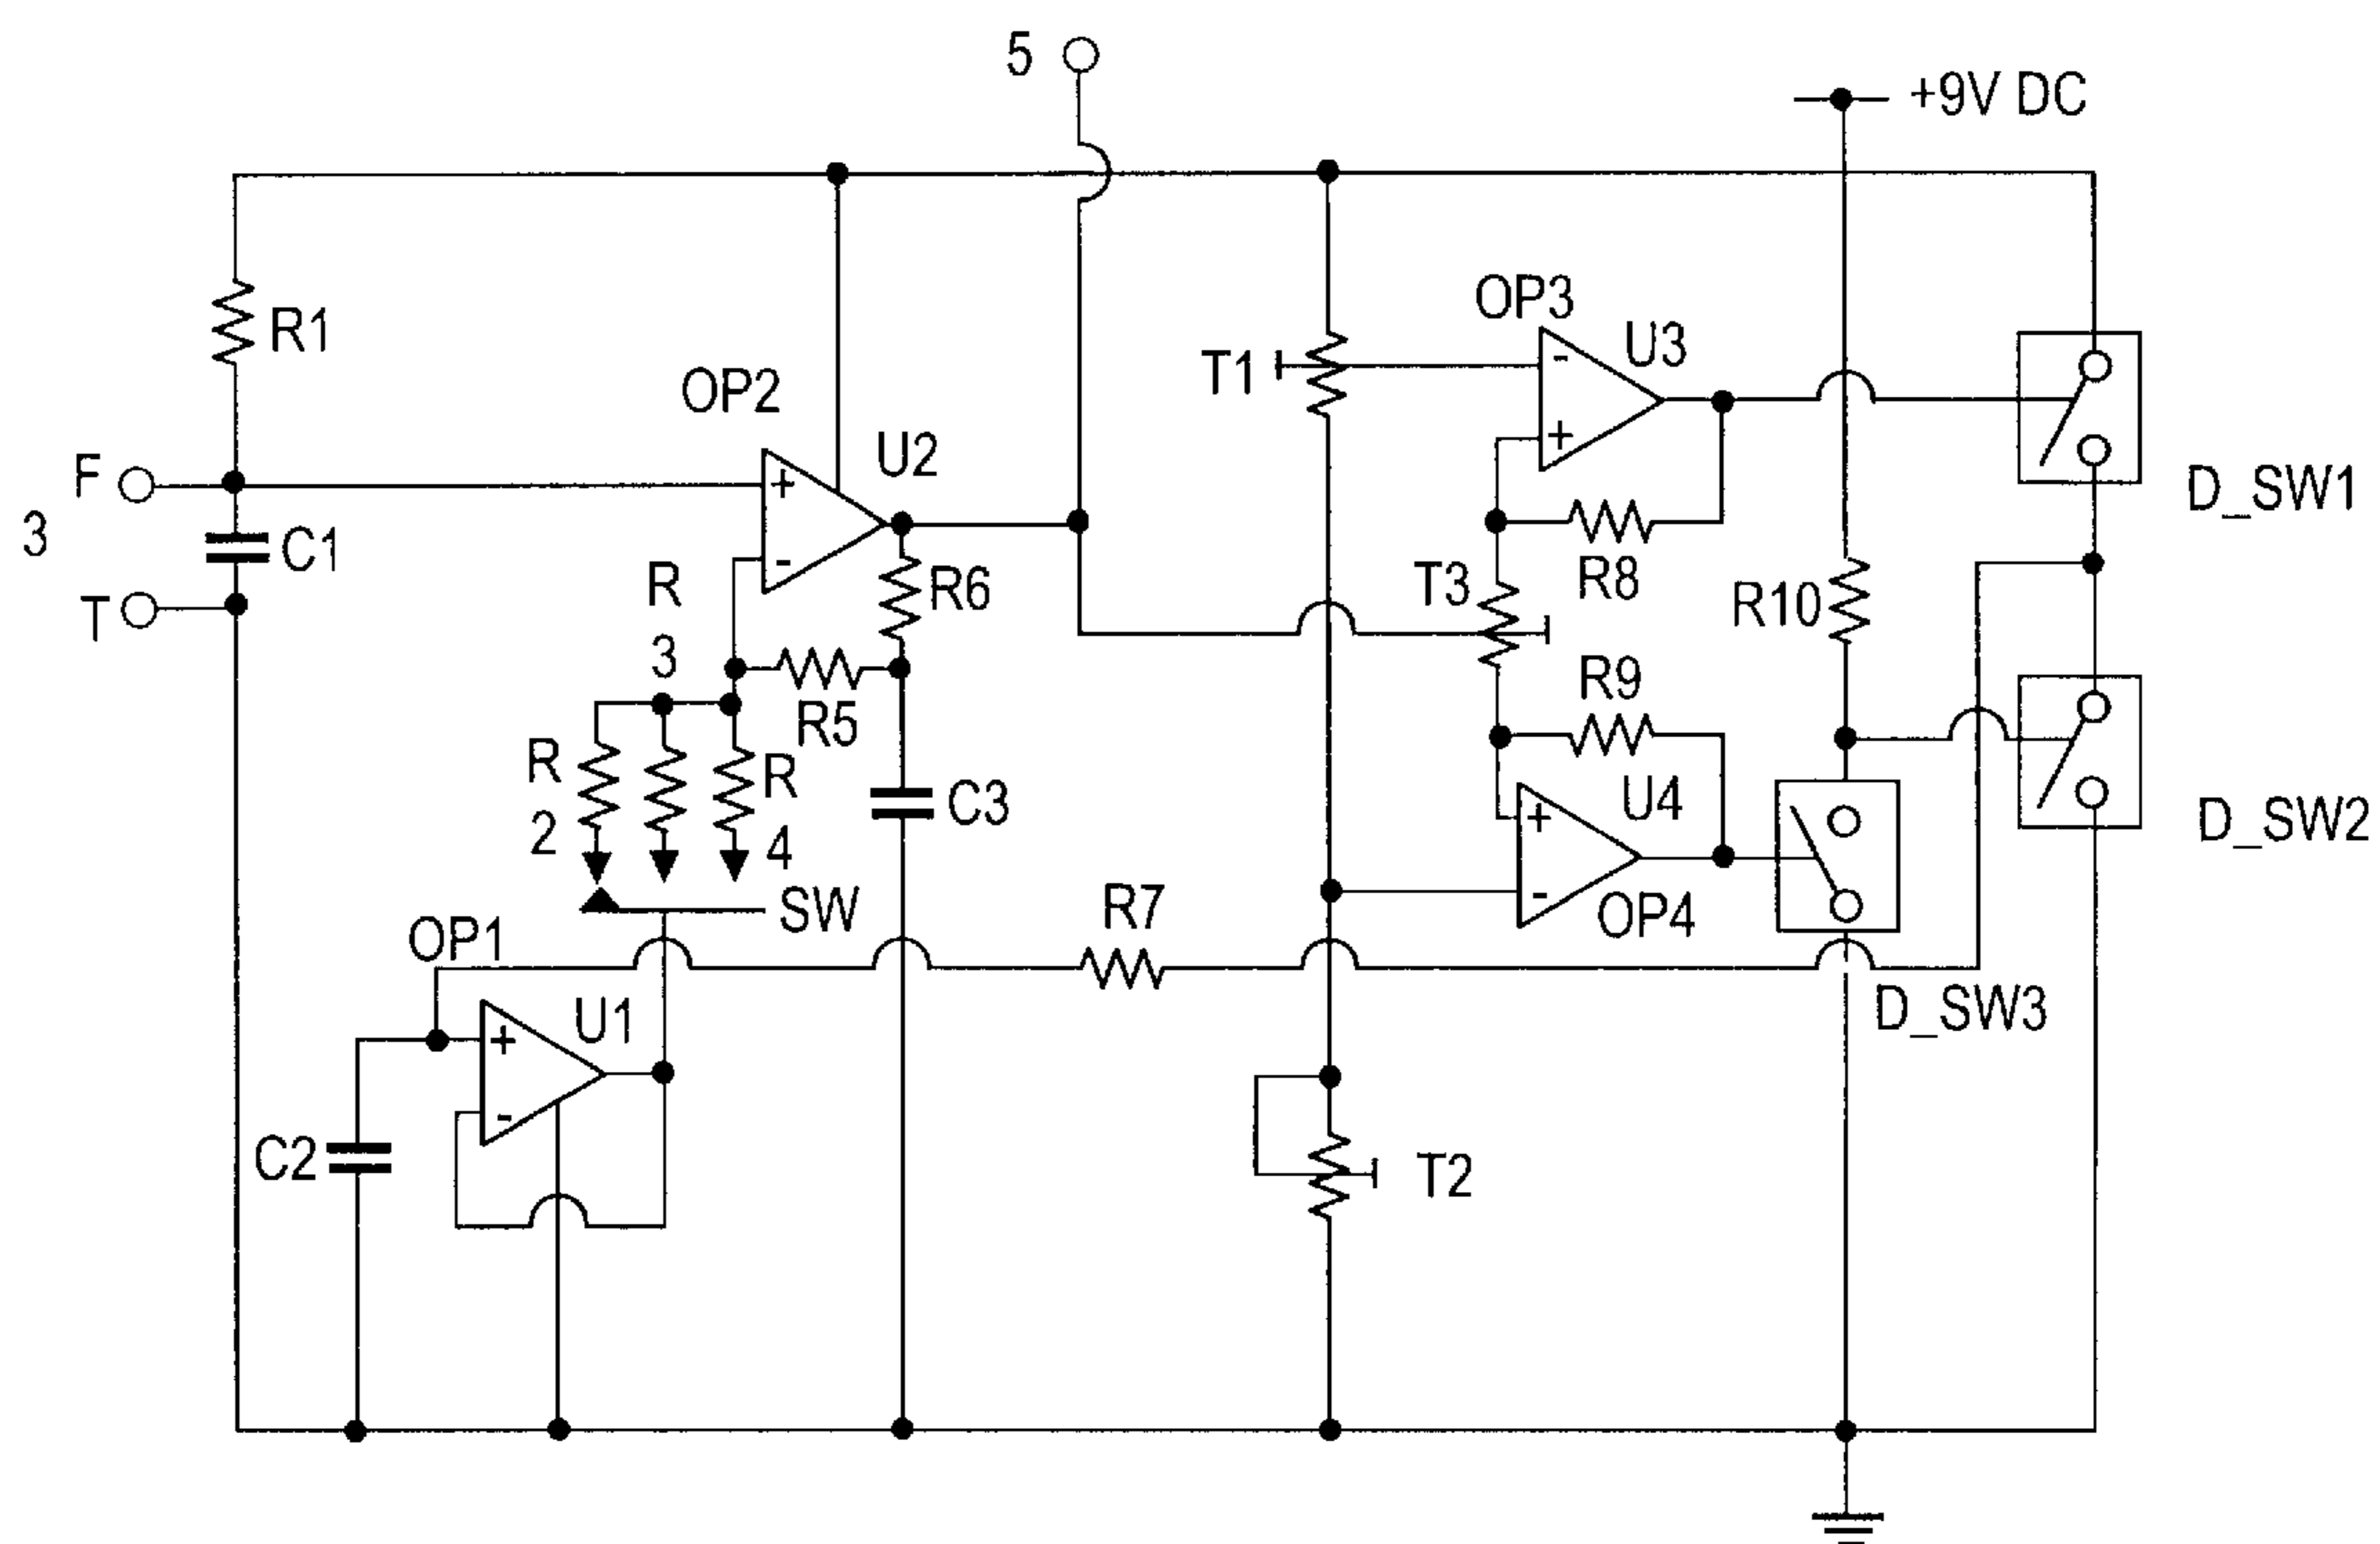 5
+9V DC
R1
OP3
U3
T1
OP2
U2
-
+
F
3
T
C1
+
-
D_SW1
R
3
R6
T3
R8
R10
R5
R9
R
2
R
4
C3
U4
+
-
OP4
D_SW2
SW
R7
OP1
U1
+
-
D_SW3
C2
T2